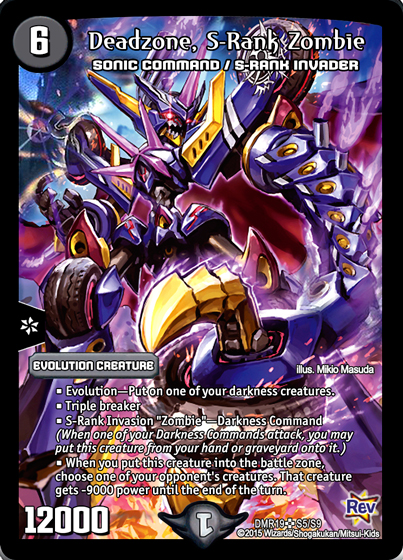 6
Deadzone, S-Rank Zombie
SONIC COMMAND / S-RANK INVADER
EVOLUTION CREATURE
illus. Mikio Masuda
▪ Evolution—Put on one of your darkness creatures.
▪ Triple breaker
▪ S-Rank Invasion "Zombie"—Darkness Command
(When one of your Darkness Commands attack, you may
put this creature from your hand or graveyard onto it.)
▪ When you put this creature into the battle zone,
choose one of your opponent's creatures. That creature
gets -9000 power until the end of the turn.
Rev
12000
DMR19 S5/S9
©2015 Wizards/Shogakukan/Mitsui-Kids